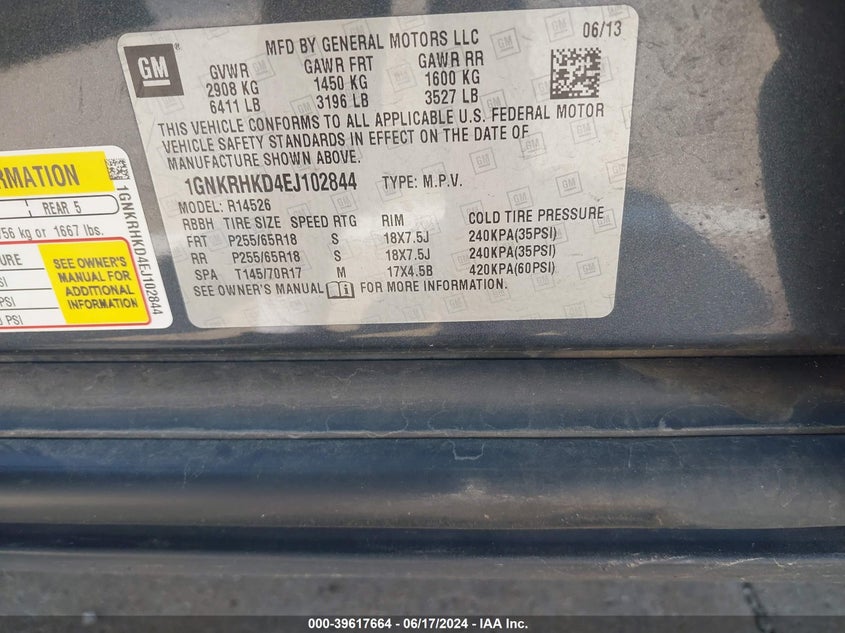 GM
MFD BY GENERAL MOTORS LLC
06/13
GVWR GAWR FRT GAWR RR
2908 KG 1450 KG 1600 KG
6411 LB 3196 LB 3527 LB
THIS VEHICLE CONFORMS TO ALL APPLICABLE U.S. FEDERAL MOTOR
VEHICLE SAFETY STANDARDS IN EFFECT ON THE DATE OF
MANUFACTURE SHOWN ABOVE.
1GNKRHKD4EJ102844 TYPE: M.P.V.
MODEL: R14526
RBBH TIRE SIZE SPEED RTG RIM COLD TIRE PRESSURE
FRT P255/65R18 S 18X7.5J 240KPA(35PSI)
RR P255/65R18 S 18X7.5J 240KPA(35PSI)
SPA T145/70R17 M 17X4.5B 420KPA(60PSI)
SEE OWNER'S MANUAL FOR MORE INFORMATION.
REAR 5
kg or 1667 lbs.
SEE OWNER'S
MANUAL FOR
ADDITIONAL
INFORMATION
PSI
PSI
PSI
1GNKRHKD4EJ102844
000-39617664 / 06/17/2024 - IAA Inc.